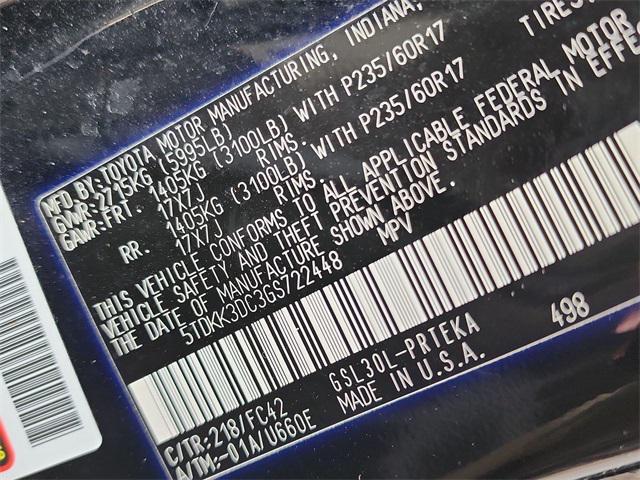 MFD BY: TOYOTA MOTOR MANUFACTURING, INDIANA,
GVWR-2715KG (5995LB)
GAWR-FRT. 1405KG (3100LB) WITH P235/60R17 TIRES
17X7J RIMS.
RR. 1405KG (3100LB) WITH P235/60R17
17X7J RIMS.
THIS VEHICLE CONFORMS TO ALL APPLICABLE FEDERAL MOTOR
VEHICLE SAFETY AND THEFT PREVENTION STANDARDS IN EFFE
THE DATE OF MANUFACTURE SHOWN ABOVE.
5TDKK3DC3GS722448 MPV
C/TR:218/FC42 GSL30L-PRTEKA 498
A/TM:-01A/U660E MADE IN U.S.A.